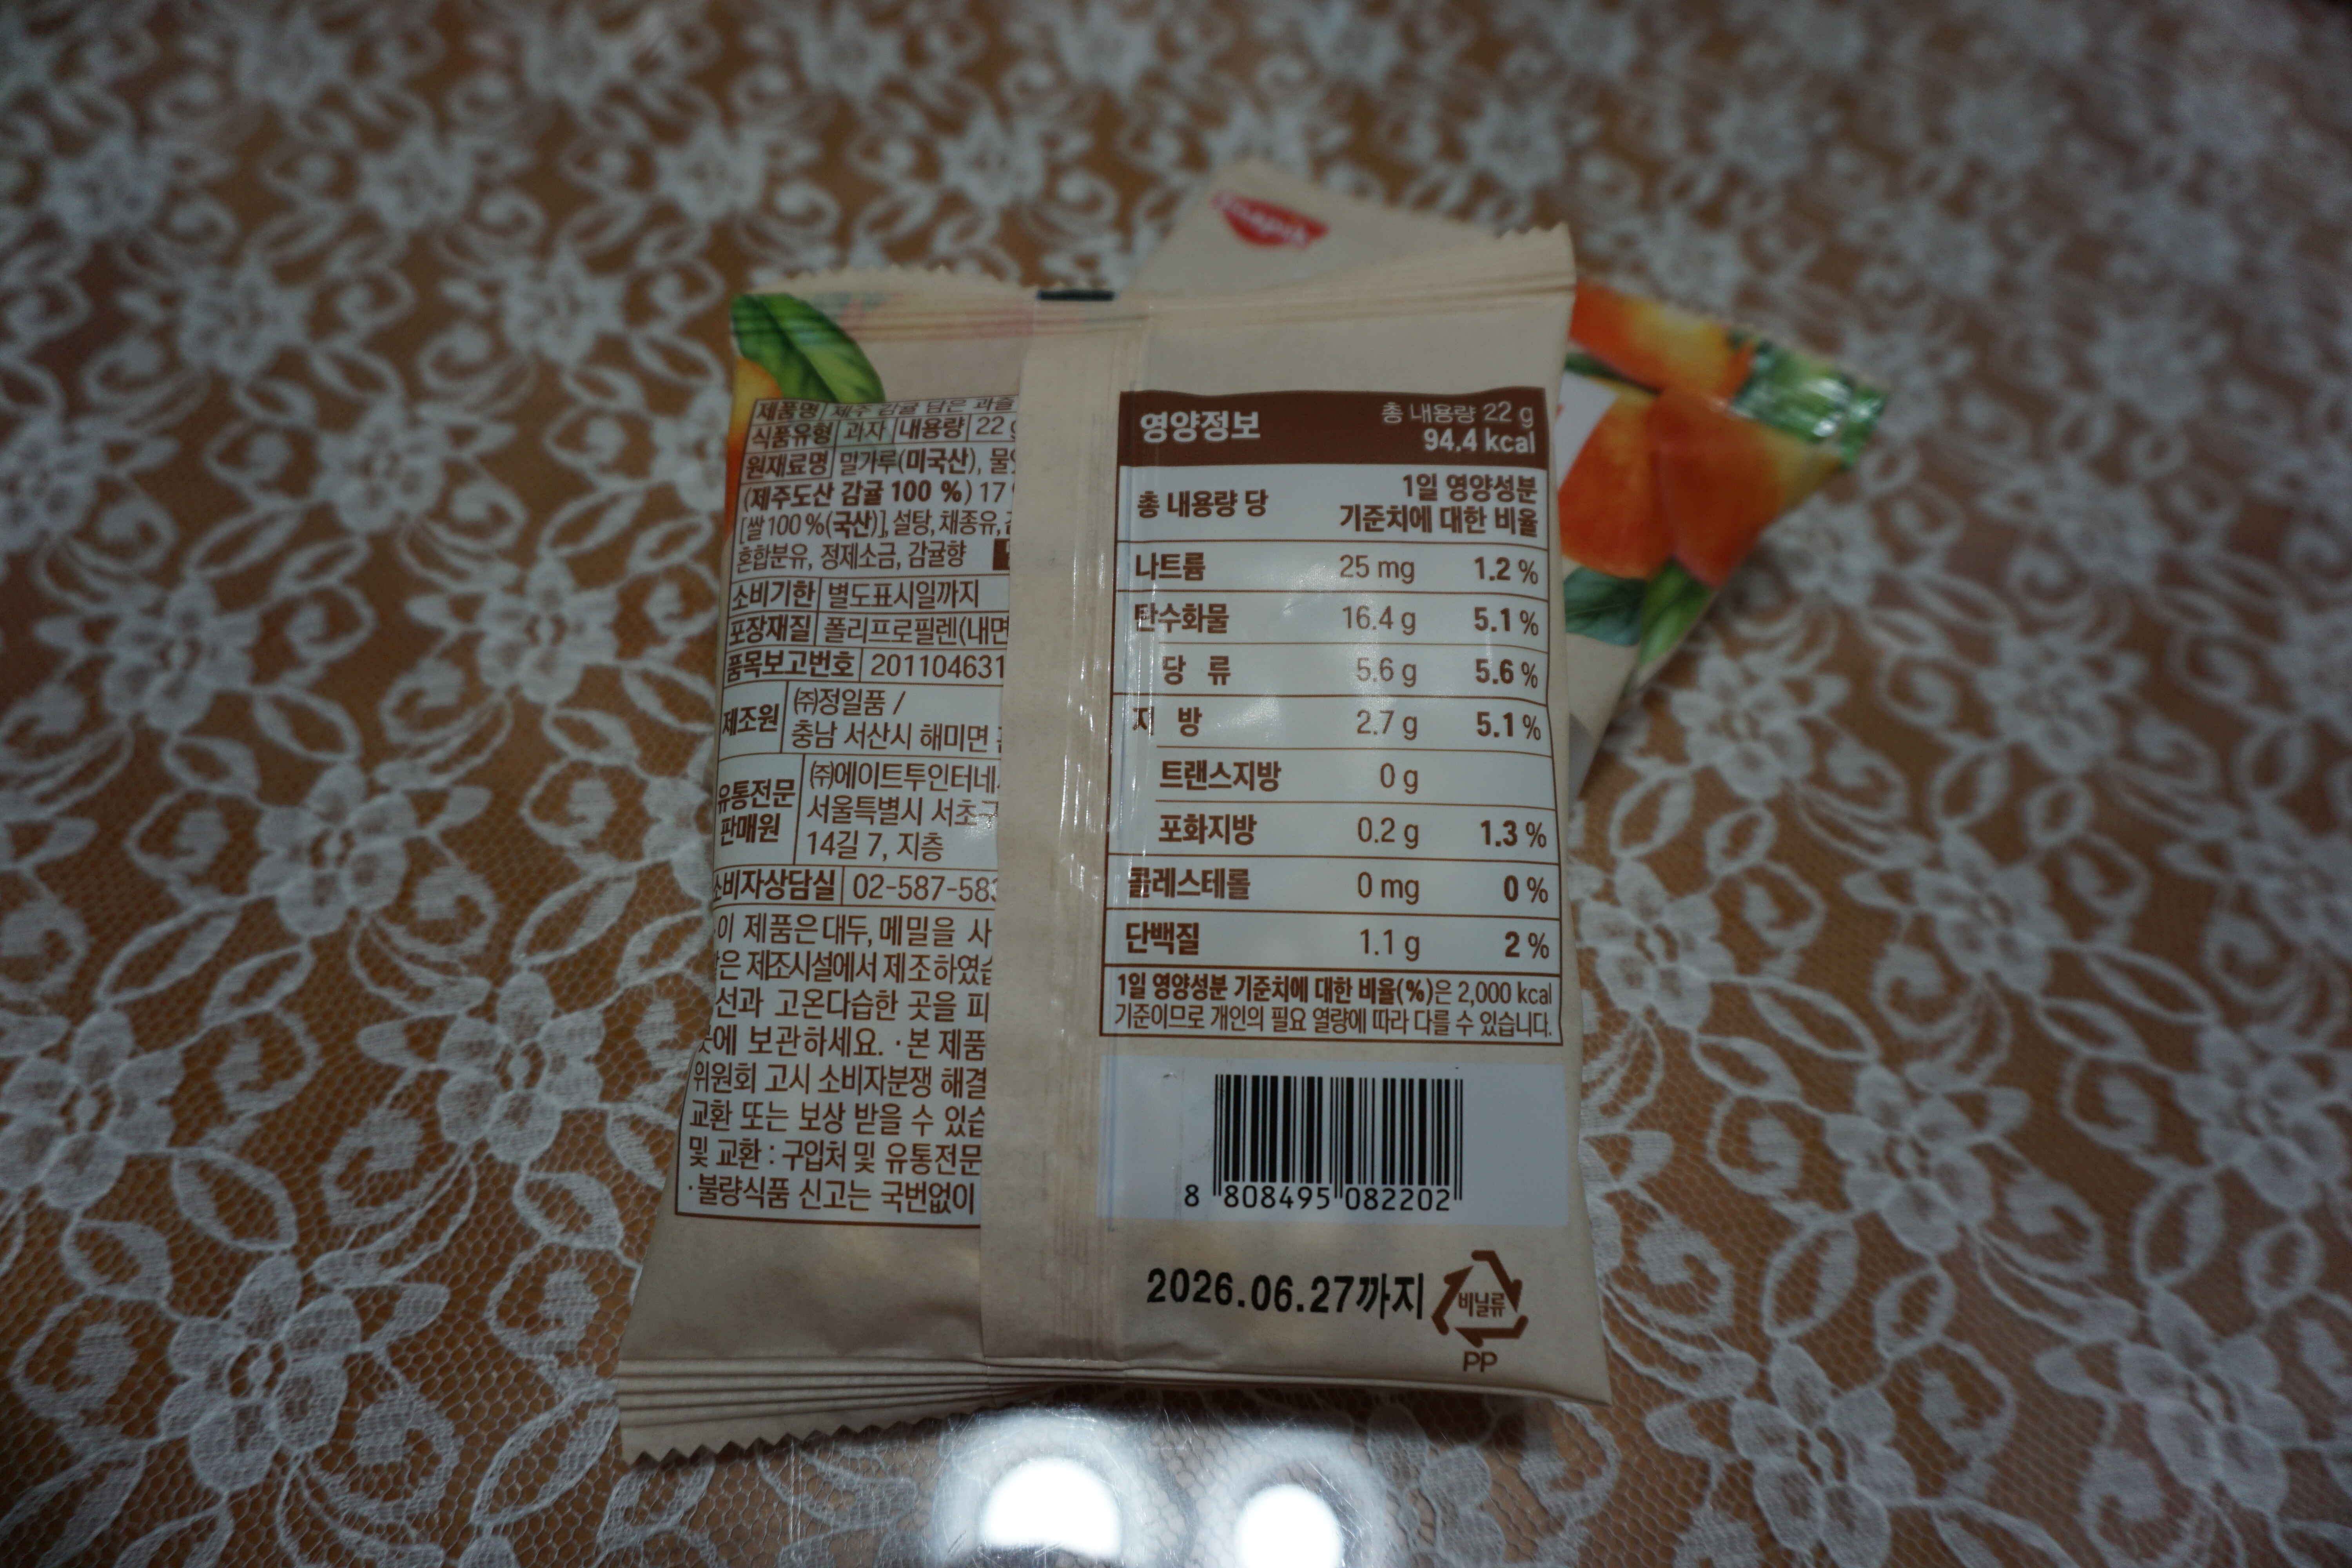 제품명 제주 감귤 담은 과즐
식품유형 과자 내용량 22
원재료명 밀가루(미국산),
(제주도산 감귤 100 %) 17
[쌀100%(국산)], 설탕, 채종유,
혼합분유, 정제소금, 감귤향
소비기한 별도표시일까지
포장재질 폴리프로필렌(내면
품목보고번호 201104631
제조원 ㈜정일품 /
충남 서산시 해미면
유통전문
판매원
㈜에이트투인터네
서울특별시 서초
14길 7, 지층
소비자상담실 02-587-583
이 제품은 대두, 메밀을 사
은 제조시설에서 제조하였습
선과 고온다습한 곳을 피
곳에 보관하세요. ·본 제품
위원회 고시 소비자분쟁 해결
교환 또는 보상 받을 수 있습
및 교환 : 구입처 및 유통전문
·불량식품 신고는 국번없이
영양정보
총 내용량 22 g
94.4 kcal
총 내용량 당
1일 영양성분
기준치에 대한 비율
나트륨 25 mg 1.2 %
탄수화물 16.4 g 5.1 %
당 류 5.6 g 5.6 %
지 방 2.7 g 5.1 %
트랜스지방 0 g
포화지방 0.2 g 1.3 %
콜레스테롤 0 mg 0 %
단백질 1.1 g 2 %
1일 영양성분 기준치에 대한 비율(%)은 2,000 kcal
기준이므로 개인의 필요 열량에 따라 다를 수 있습니다.
8 808495 082202
2026.06.27까지
비닐류
PP